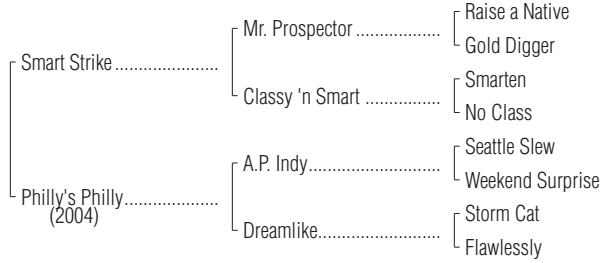 Raise a Native
Mr. Prospector ..................
Gold Digger
Smart Strike ......................
Smarten
Classy 'n Smart ................
No Class
Seattle Slew
A.P. Indy............................
Weekend Surprise
Philly's Philly....................
(2004)
Storm Cat
Dreamlike..........................
Flawlessly